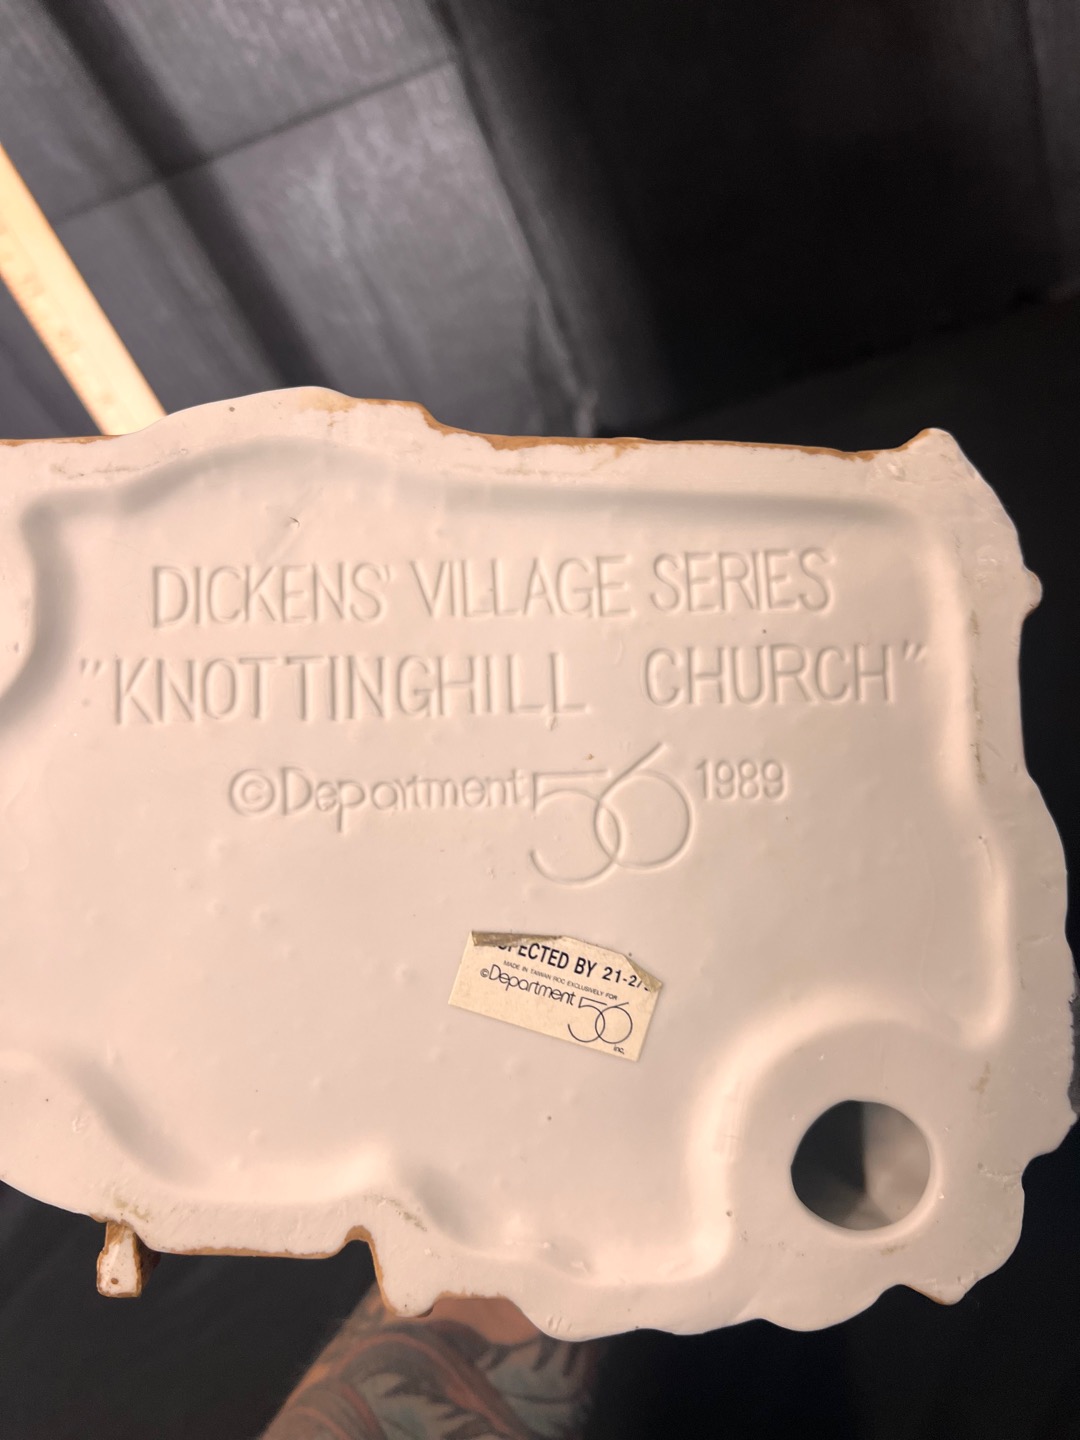 DICKENS' VILLAGE SERIES
"KNOTTINGHILL CHURCH"
©Department 56 1989
BY 21-2
MADE IN TAIWAN ROC EXCLUSIVELY FOR
©Department 56
INC.